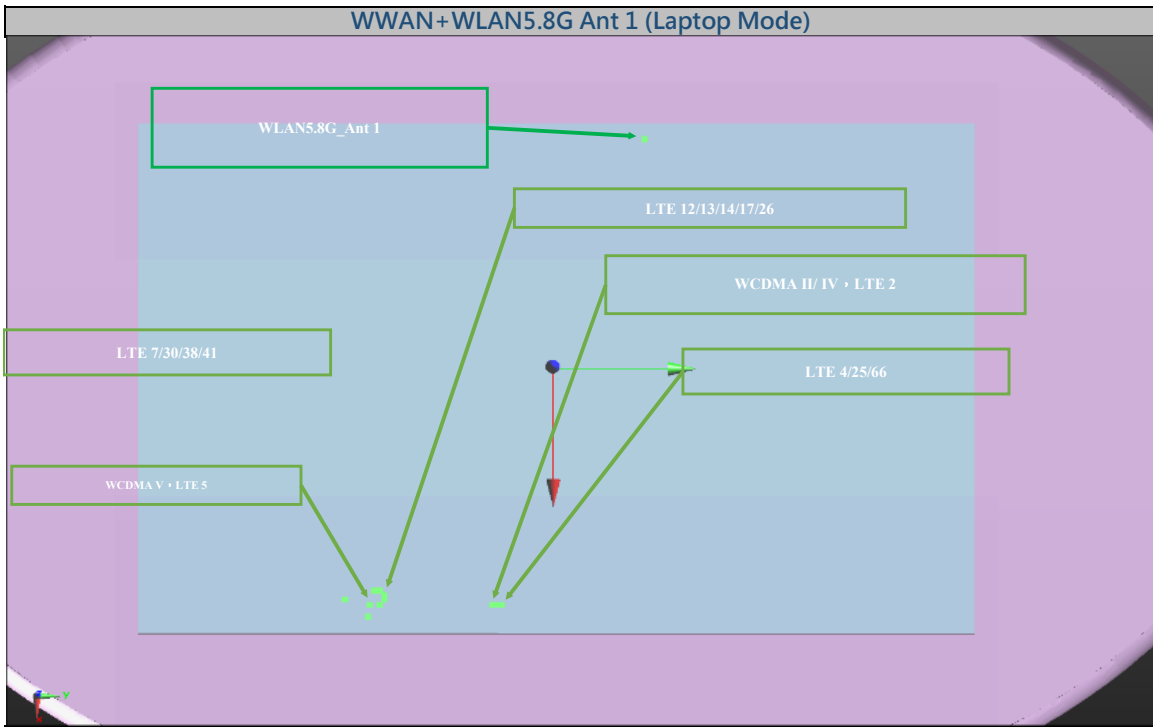 WWAN+WLAN5.8G Ant 1 (Laptop Mode)
WLAN5.8G_Ant 1
LTE 12/13/14/17/26
WCDMA II/ IV，LTE 2
LTE 7/30/38/41
LTE 4/25/66
WCDMA V，LTE 5
Y
X